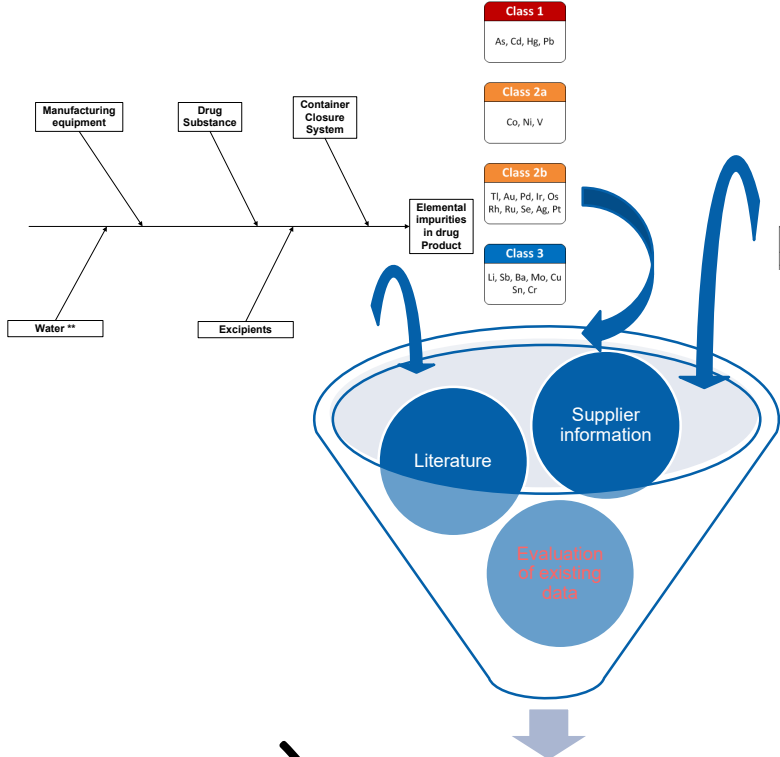 Class 1
As, Cd, Hg, Pb
Class 2a
Co, Ni, V
Class 2b
Tl, Au, Pd, Ir, Os
Rh, Ru, Se, Ag, Pt
Class 3
Li, Sb, Ba, Mo, Cu
Sn, Cr
Manufacturing
equipment
Drug
Substance
Container
Closure
System
Elemental
impurities
in drug
Product
Water **
Excipients
Literature
Supplier
information
Evaluation
of existing
data